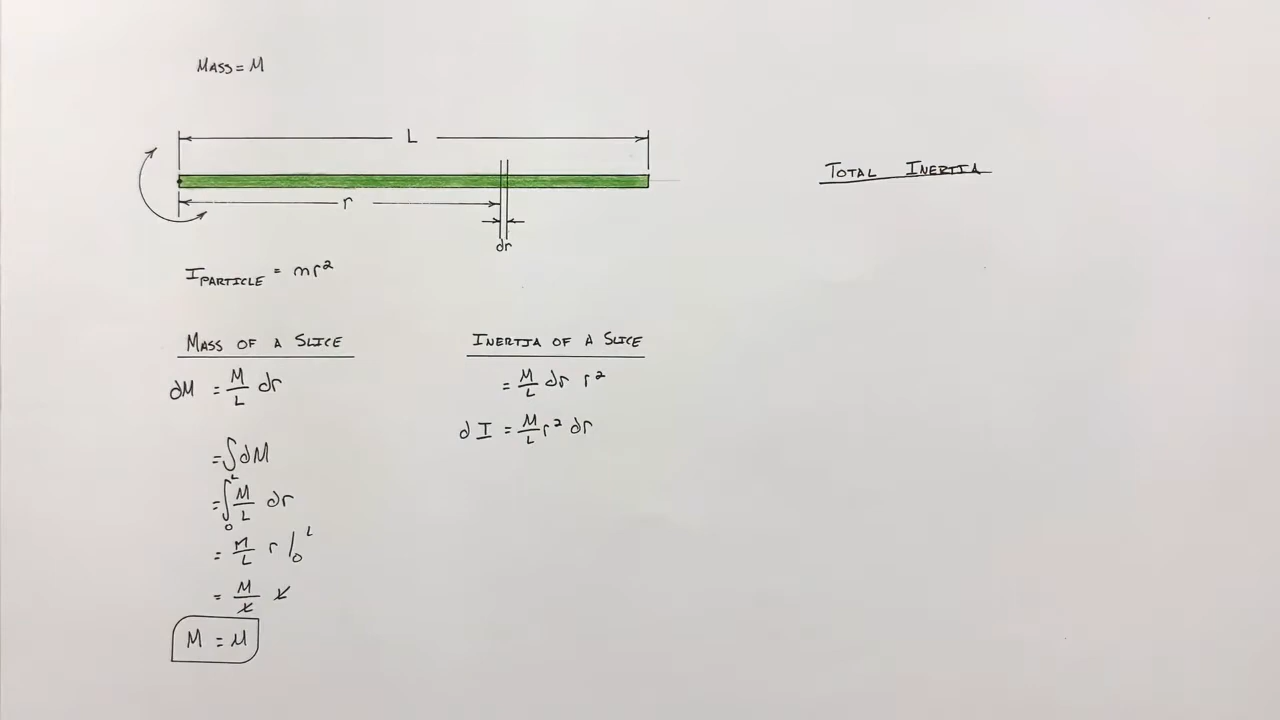 MASS = M
L
TOTAL INERTIA
r
dr
I PARTICLE = mr²
MASS OF A SLICE
dM = M/L dr
= ∫dM
= ∫₀ᴸ M/L dr
= M/L r |₀ᴸ
= M/L L
M = M
INERTIA OF A SLICE
= M/L dr r²
dI = M/L r² dr